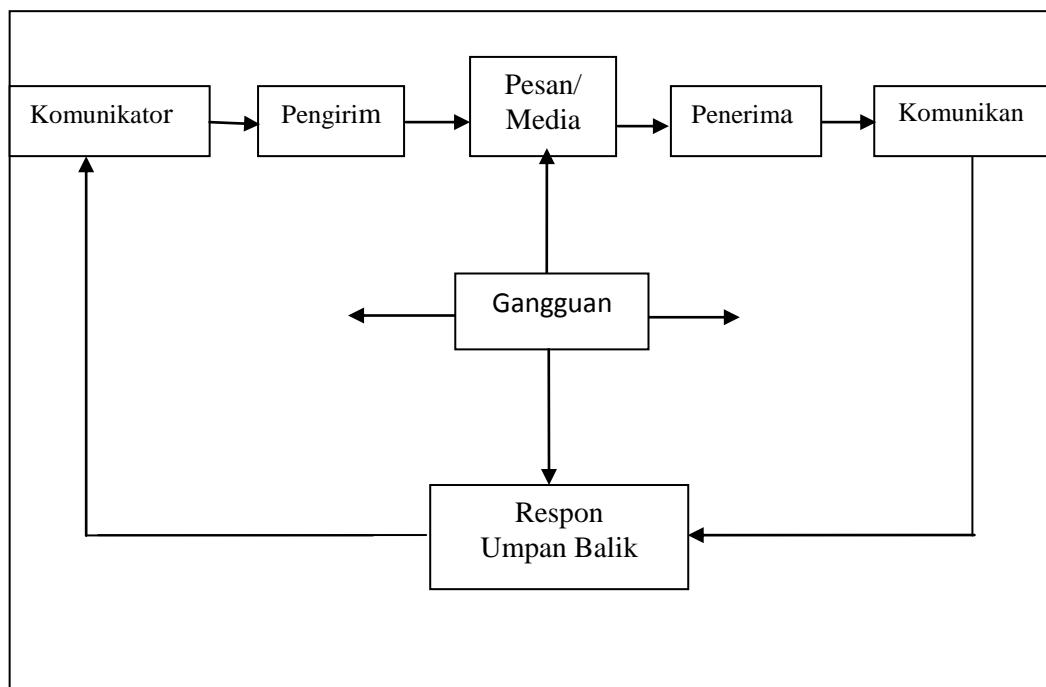 Komunikator
Pengirim
Pesan/
Media
Penerima
Komunikan
Gangguan
Respon
Umpan Balik